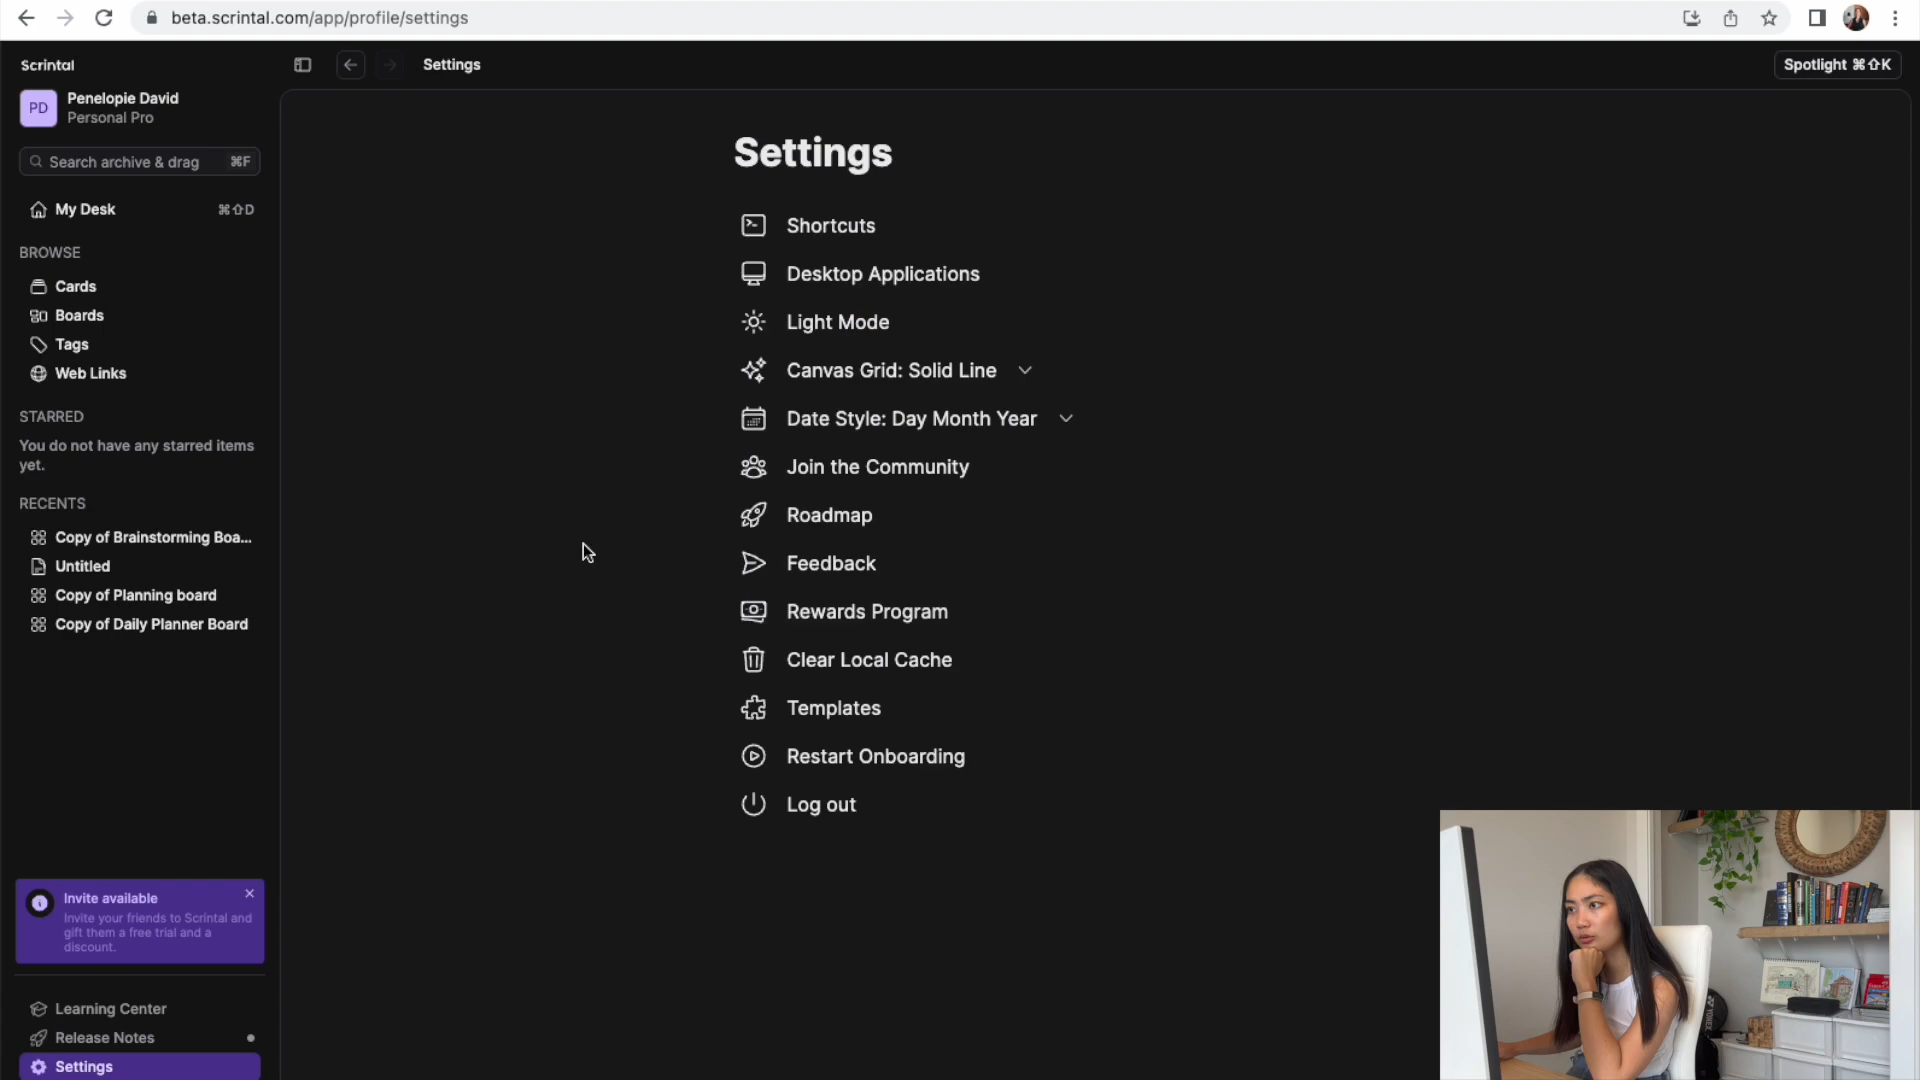 beta.scrintal.com/app/profile/settings
Scrintal
Settings
Spotlight ⌘⇧K
PD
Penelopie David
Personal Pro
Search archive & drag ⌘F
My Desk ⌘⇧D
BROWSE
Cards
Boards
Tags
Web Links
STARRED
You do not have any starred items
yet.
RECENTS
Copy of Brainstorming Boa...
Untitled
Copy of Planning board
Copy of Daily Planner Board
Invite available
Invite your friends to Scrintal and
gift them a free trial and a
discount.
Learning Center
Release Notes
Settings
Settings
Shortcuts
Desktop Applications
Light Mode
Canvas Grid: Solid Line
Date Style: Day Month Year
Join the Community
Roadmap
Feedback
Rewards Program
Clear Local Cache
Templates
Restart Onboarding
Log out